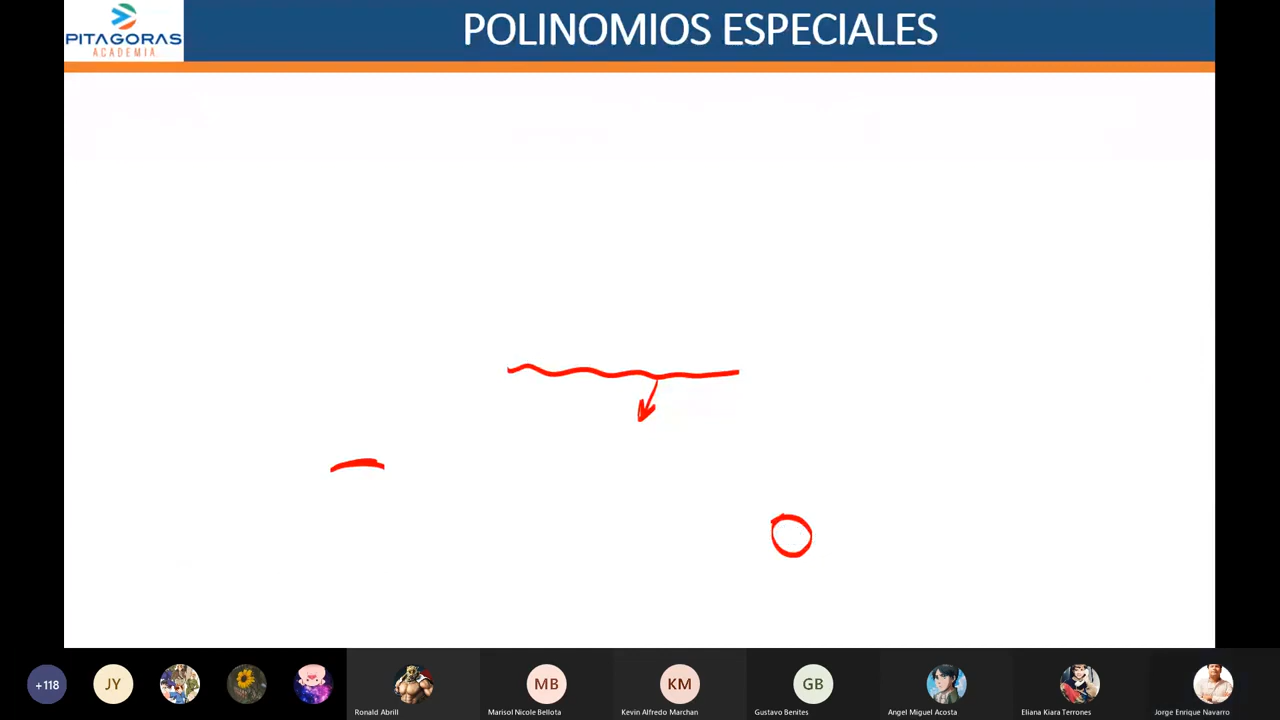 PITAGORAS
ACADEMIA
POLINOMIOS ESPECIALES
+118
JY
MB
KM
GB
Ronald Abrill
Marisol Nicole Bellota
Kevin Alfredo Marchan
Gustavo Benites
Angel Miguel Acosta
Eliana Kiara Terrones
Jorge Enrique Navarro